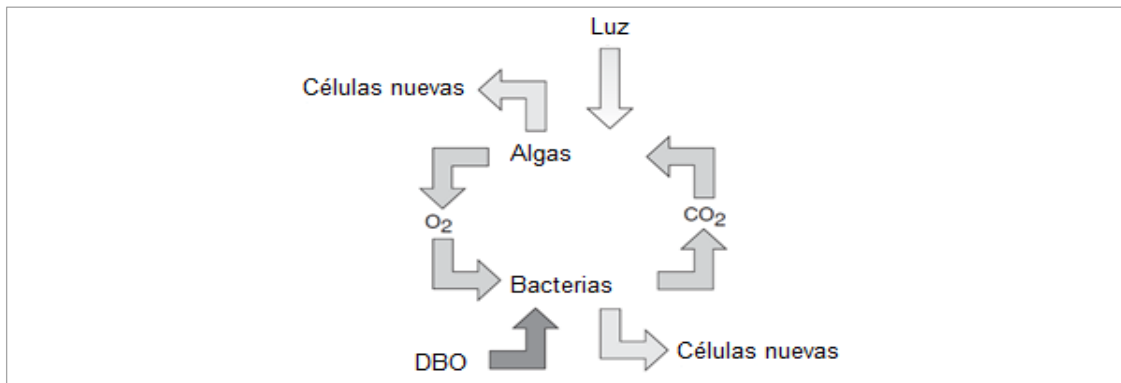 Luz
Células nuevas
Algas
O2
CO2
Bacterias
DBO
Células nuevas